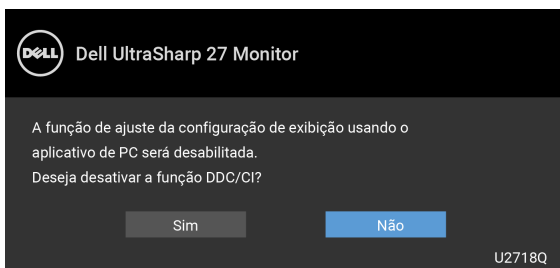 DELL
Dell UltraSharp 27 Monitor
A função de ajuste da configuração de exibição usando o
aplicativo de PC será desabilitada.
Deseja desativar a função DDC/CI?
Sim
Não
U2718Q